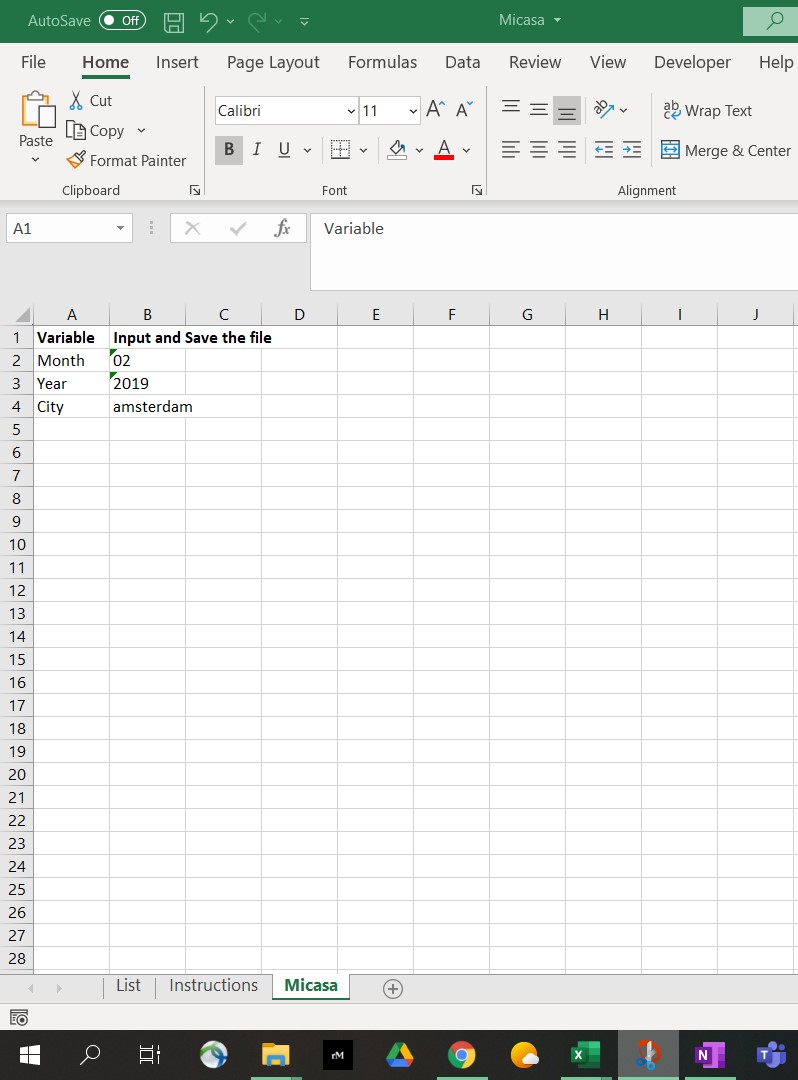 AutoSave Off Micasa
File Home Insert Page Layout Formulas Data Review View Developer Help
Cut
Copy
Paste
Format Painter
Calibri 11 A A
B I U A
ab Wrap Text
Merge & Center
Clipboard Font Alignment
A1 fx Variable
A B C D E F G H I J
1 Variable Input and Save the file
2 Month 02
3 Year 2019
4 City amsterdam
5
6
7
8
9
10
11
12
13
14
15
16
17
18
19
20
21
22
23
24
25
26
27
28
List Instructions Micasa
rM X N T